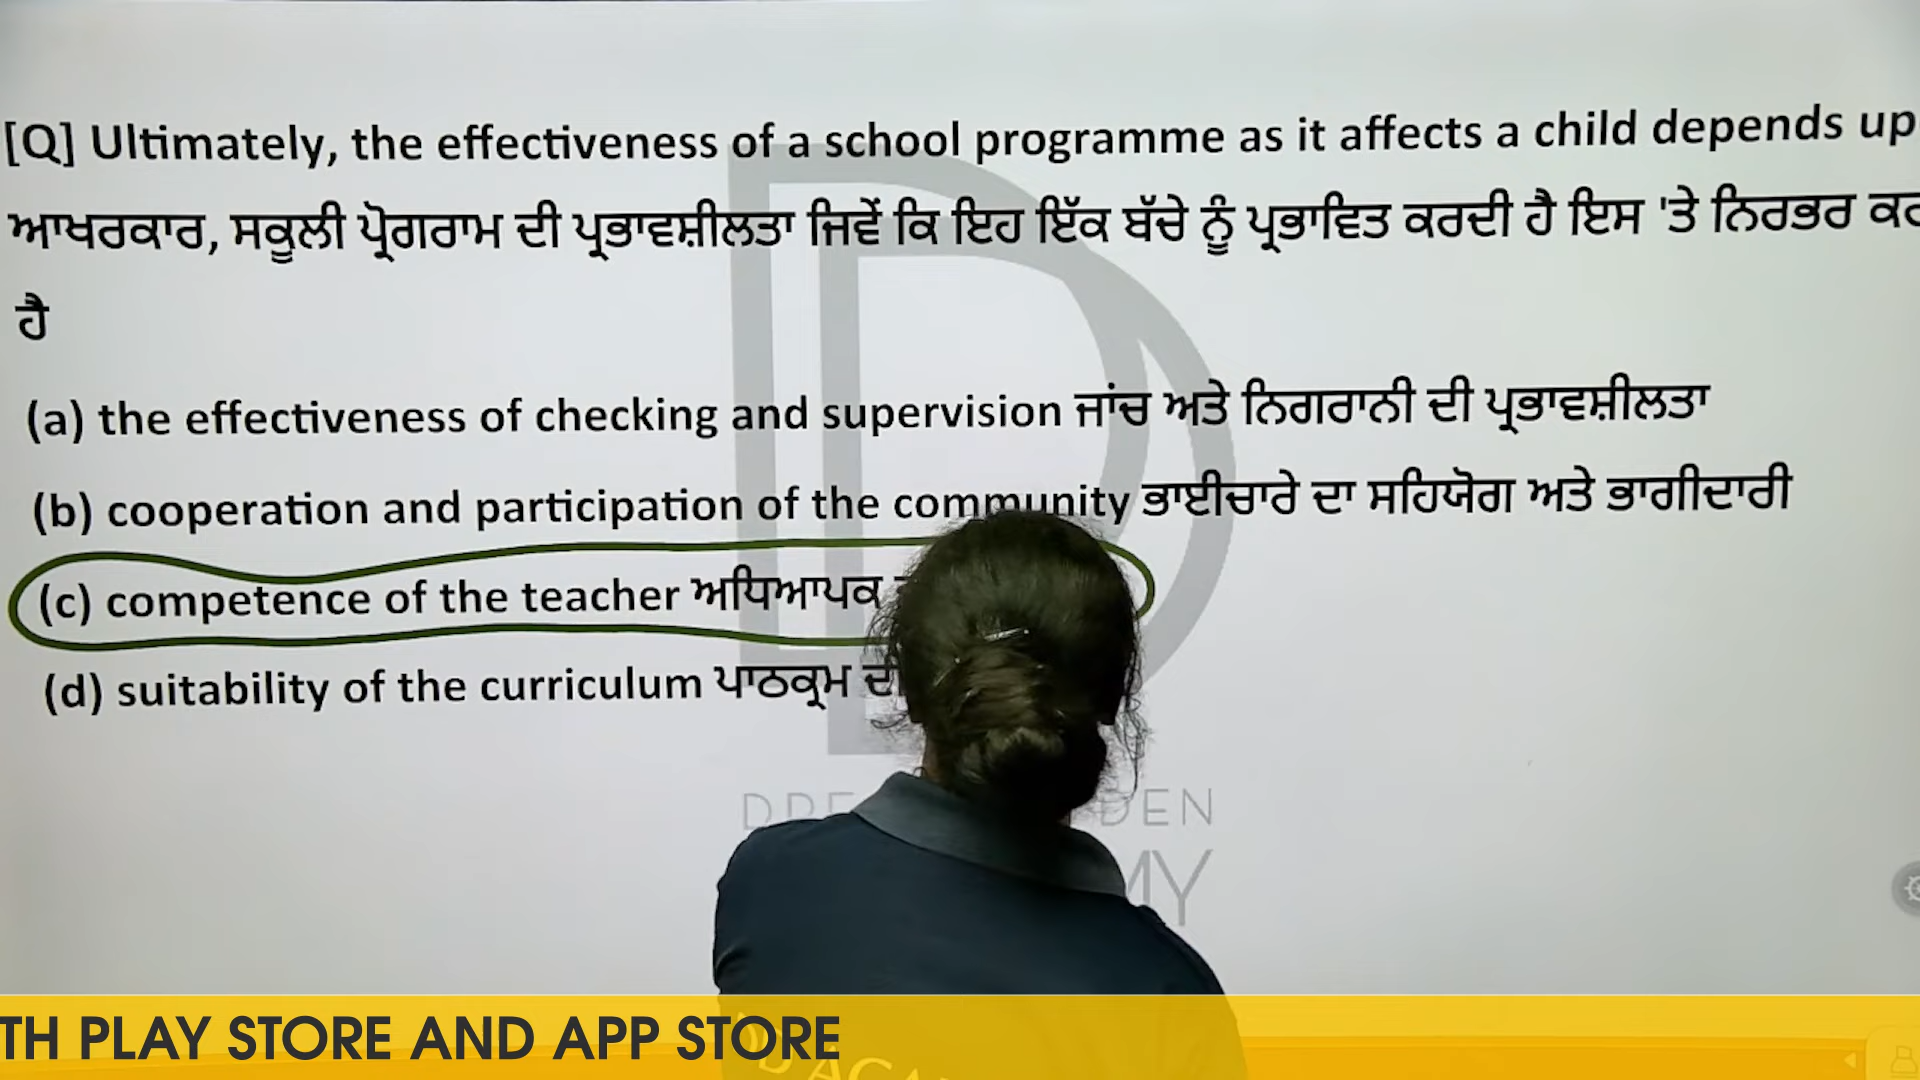 [Q] Ultimately, the effectiveness of a school programme as it affects a child depends up
ਆਖਰਕਾਰ, ਸਕੂਲੀ ਪ੍ਰੋਗਰਾਮ ਦੀ ਪ੍ਰਭਾਵਸ਼ੀਲਤਾ ਜਿਵੇਂ ਕਿ ਇਹ ਇੱਕ ਬੱਚੇ ਨੂੰ ਪ੍ਰਭਾਵਿਤ ਕਰਦੀ ਹੈ ਇਸ 'ਤੇ ਨਿਰਭਰ
ਹੈ
(a) the effectiveness of checking and supervision ਜਾਂਚ ਅਤੇ ਨਿਗਰਾਨੀ ਦੀ ਪ੍ਰਭਾਵਸ਼ੀਲਤਾ
(b) cooperation and participation of the community ਭਾਈਚਾਰੇ ਦਾ ਸਹਿਯੋਗ ਅਤੇ ਭਾਗੀਦਾਰੀ
(c) competence of the teacher ਅਧਿਆਪਕ
(d) suitability of the curriculum ਪਾਠਕ੍ਰਮ
TH PLAY STORE AND APP STORE